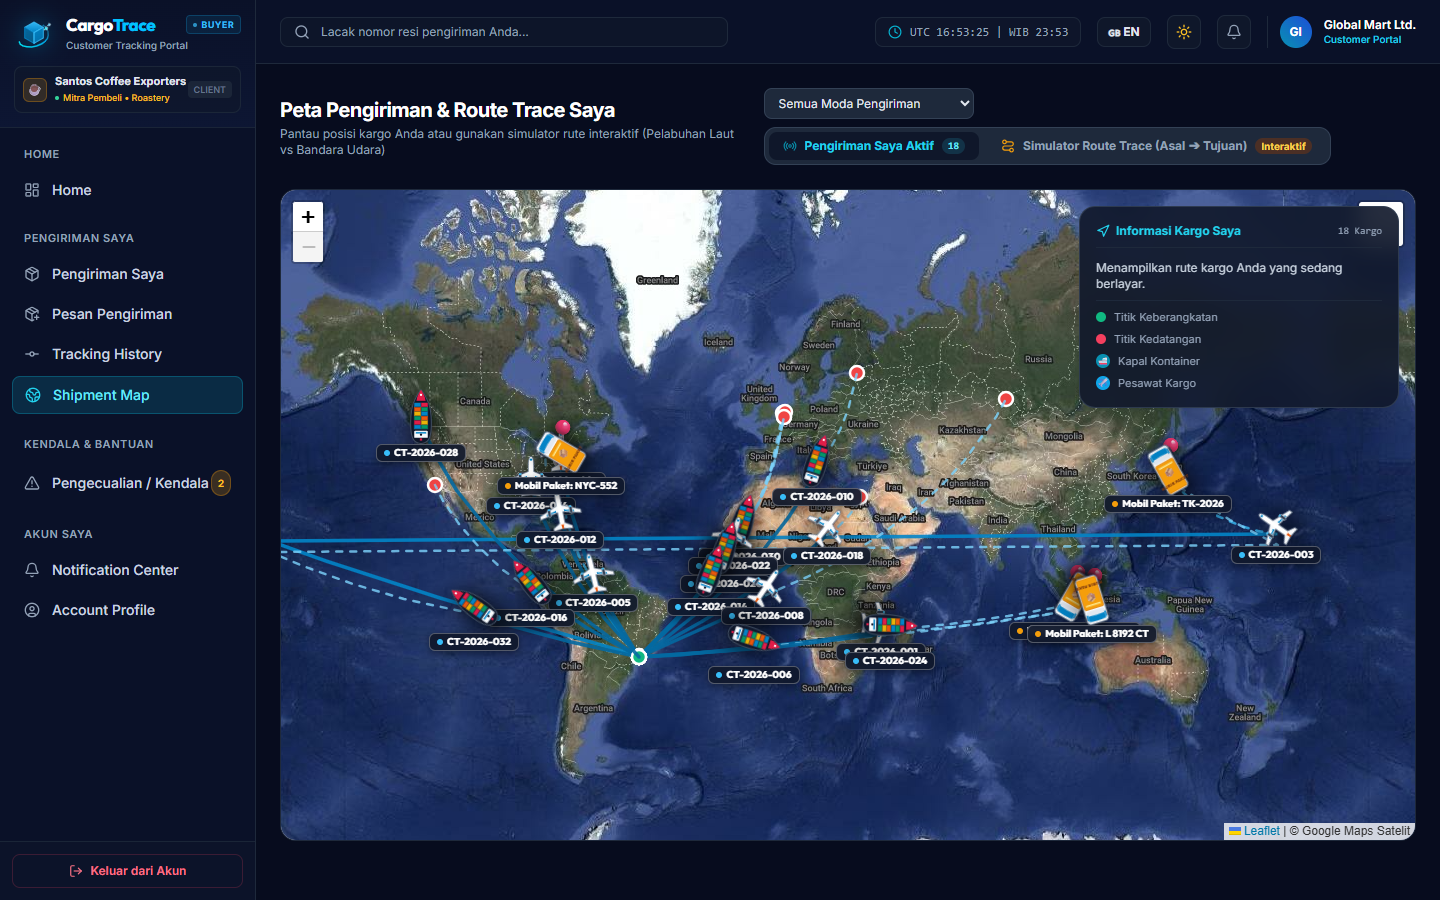 CargoTrace
BUYER
Customer Tracking Portal
Santos Coffee Exporters
Mitra Pembeli • Roastery
CLIENT
HOME
Home
PENGIRIMAN SAYA
Pengiriman Saya
Pesan Pengiriman
Tracking History
Shipment Map
KENDALA & BANTUAN
Pengecualian / Kendala 2
AKUN SAYA
Notification Center
Account Profile
Keluar dari Akun
Lacak nomor resi pengiriman Anda...
UTC 16:53:25 | WIB 23:53
GB EN
GI
Global Mart Ltd.
Customer Portal
Peta Pengiriman & Route Trace Saya
Pantau posisi kargo Anda atau gunakan simulator rute interaktif (Pelabuhan Laut
vs Bandara Udara)
Semua Moda Pengiriman
Pengiriman Saya Aktif 18
Simulator Route Trace (Asal ➔ Tujuan) Interaktif
+
−
Informasi Kargo Saya
18 Kargo
Menampilkan rute kargo Anda yang sedang
berlayar.
Titik Keberangkatan
Titik Kedatangan
Kapal Kontainer
Pesawat Kargo
Greenland
Iceland
Finland
Sweden
Norway
Russia
United
Kingdom
Poland
Germany
Ukraine
France
Kazakhstan
Mongolia
Canada
United States
Spain
Türkiye
China
South Korea
Iraq
Iran
Afghanistan
Pakistan
Saudi Arabia
India
Thailand
Mexico
Colombia
Kenya
DRC
Papua New
Guinea
Chile
Argentina
South Africa
Australia
New
Zealand
CT-2026-028
Mobil Paket: NYC-552
CT-2026-012
CT-2026-010
Mobil Paket: TK-2026
CT-2026-018
CT-2026-003
CT-2026-005
CT-2026-008
CT-2026-016
CT-2026-032
CT-2026-006
CT-2026-024
Mobil Paket: L 8192 CT
Leaflet | © Google Maps Satelit